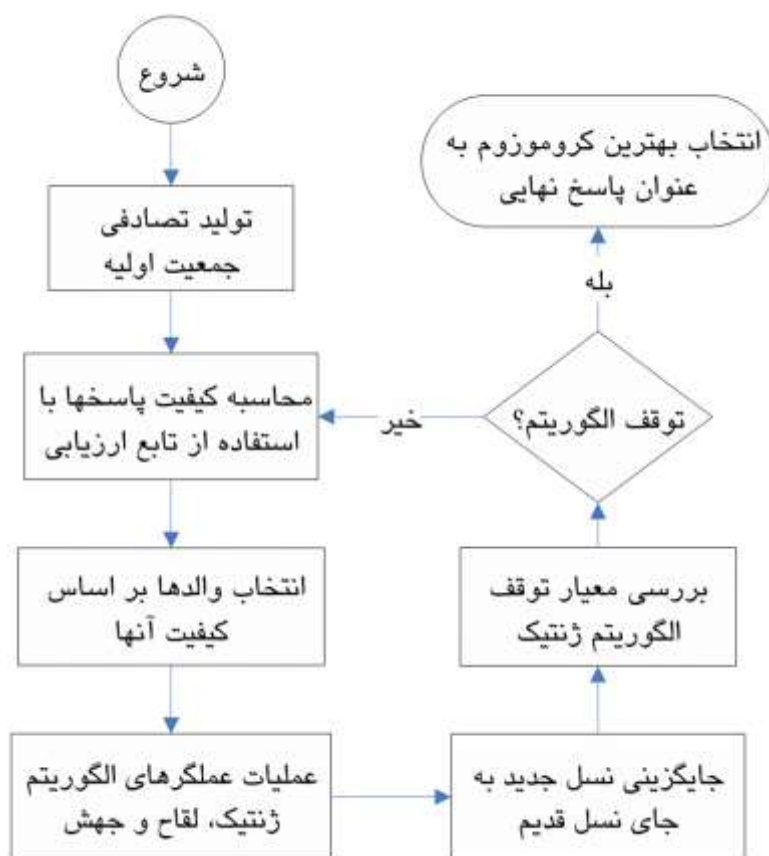 شروع
تولید تصادفی
جمعیت اولیه
محاسبه کیفیت پاسخها با
استفاده از تابع ارزیابی
انتخاب والدها بر اساس
کیفیت آنها
عملیات عملگرهای الگوریتم
ژنتیک، لقاح و جهش
جایگزینی نسل جدید به
جای نسل قدیم
بررسی معیار توقف
الگوریتم ژنتیک
توقف الگوریتم؟
خیر
بله
انتخاب بهترین کروموزوم به
عنوان پاسخ نهایی